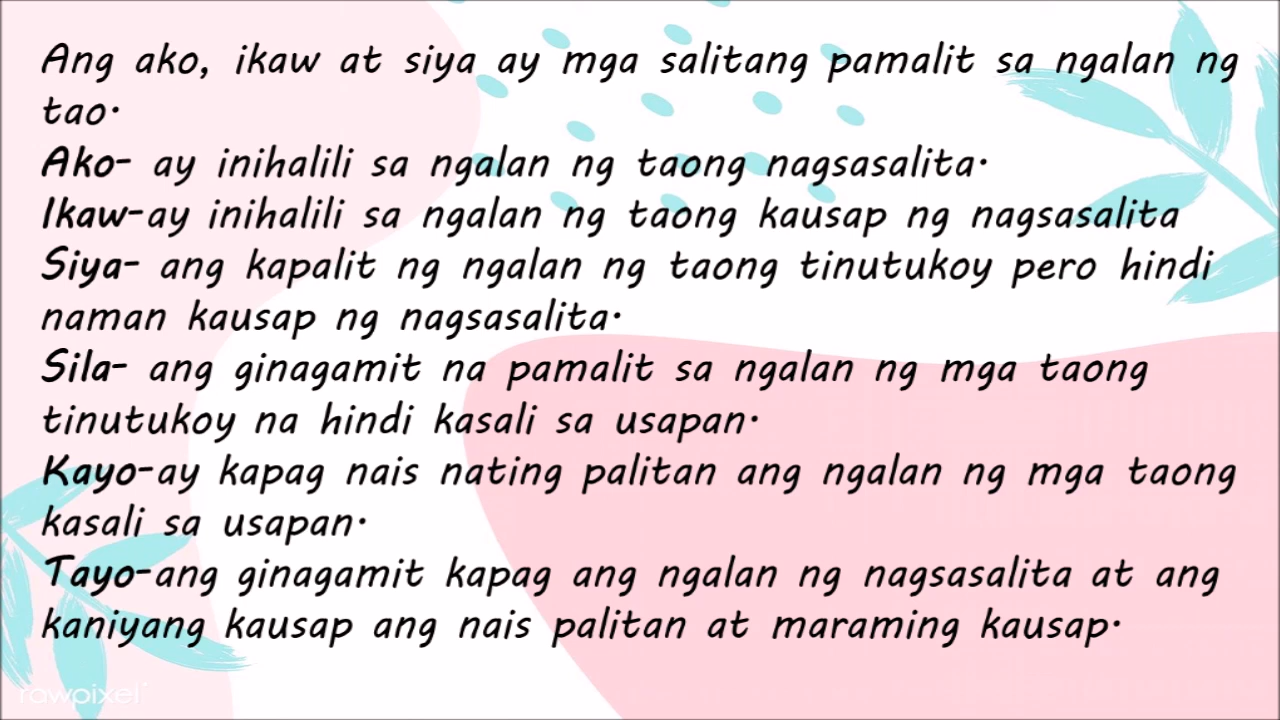 Ang ako, ikaw at siya ay mga salitang pamalit sa ngalan ng
tao.
Ako- ay inihalili sa ngalan ng taong nagsasalita.
Ikaw-ay inihalili sa ngalan ng taong kausap ng nagsasalita
Siya- ang kapalit ng ngalan ng taong tinutukoy pero hindi
naman kausap ng nagsasalita.
Sila- ang ginagamit na pamalit sa ngalan ng mga taong
tinutukoy na hindi kasali sa usapan.
Kayo-ay kapag nais nating palitan ang ngalan ng mga taong
kasali sa usapan.
Tayo-ang ginagamit kapag ang ngalan ng nagsasalita at ang
kaniyang kausap ang nais palitan at maraming kausap.
rawpixel